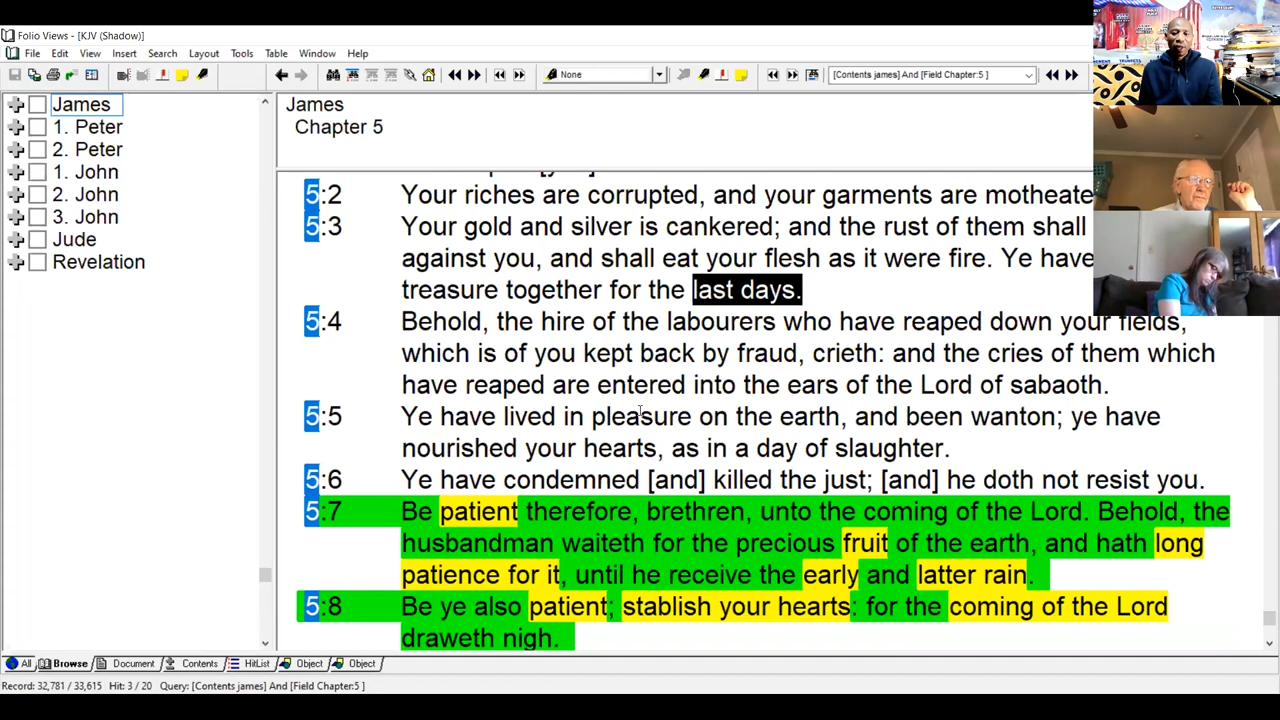 Folio Views - [KJV (Shadow)]
File Edit View Insert Search Layout Tools Table Window Help
None
[Contents james] And [Field Chapter:5 ]
James
1. Peter
2. Peter
1. John
2. John
3. John
Jude
Revelation
James
Chapter 5
5:2 Your riches are corrupted, and your garments are motheate
5:3 Your gold and silver is cankered; and the rust of them shall
against you, and shall eat your flesh as it were fire. Ye have
treasure together for the last days.
5:4 Behold, the hire of the labourers who have reaped down your fields,
which is of you kept back by fraud, crieth: and the cries of them which
have reaped are entered into the ears of the Lord of sabaoth.
5:5 Ye have lived in pleasure on the earth, and been wanton; ye have
nourished your hearts, as in a day of slaughter.
5:6 Ye have condemned [and] killed the just; [and] he doth not resist you.
5:7 Be patient therefore, brethren, unto the coming of the Lord. Behold, the
husbandman waiteth for the precious fruit of the earth, and hath long
patience for it, until he receive the early and latter rain.
5:8 Be ye also patient; stablish your hearts: for the coming of the Lord
draweth nigh.
All Browse Document Contents HitList Object Object
Record: 32,781 / 33,615 Hit: 3 / 20 Query: [Contents james] And [Field Chapter:5 ]